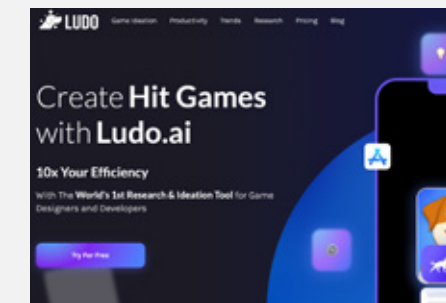 LUDO
Game Ideation Productivity Trends Research Pricing Blog
Create Hit Games
with Ludo.ai
10x Your Efficiency
With The World's 1st Research & Ideation Tool for Game
Designers and Developers
Try For Free